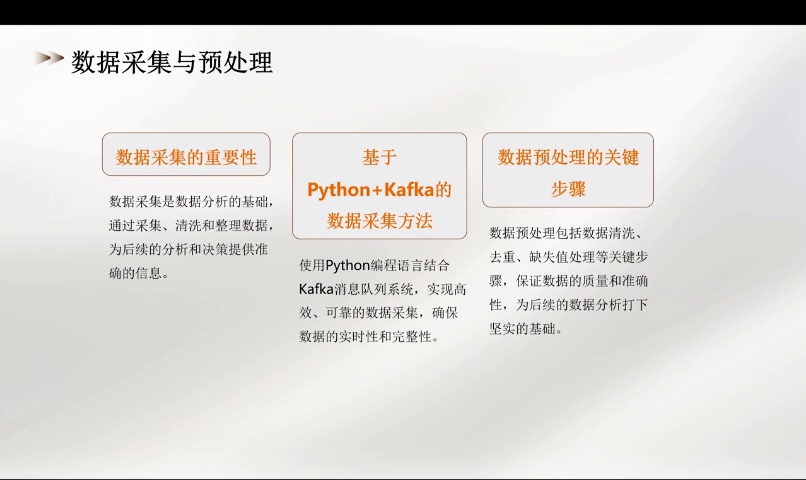 数据采集与预处理
数据采集的重要性
数据采集是数据分析的基础，
通过采集、清洗和整理数据，
为后续的分析和决策提供准
确的信息。
基于
Python+Kafka的
数据采集方法
使用Python编程语言结合
Kafka消息队列系统，实现高
效、可靠的数据采集，确保
数据的实时性和完整性。
数据预处理的关键
步骤
数据预处理包括数据清洗、
去重、缺失值处理等关键步
骤，保证数据的质量和准确
性，为后续的数据分析打下
坚实的基础。